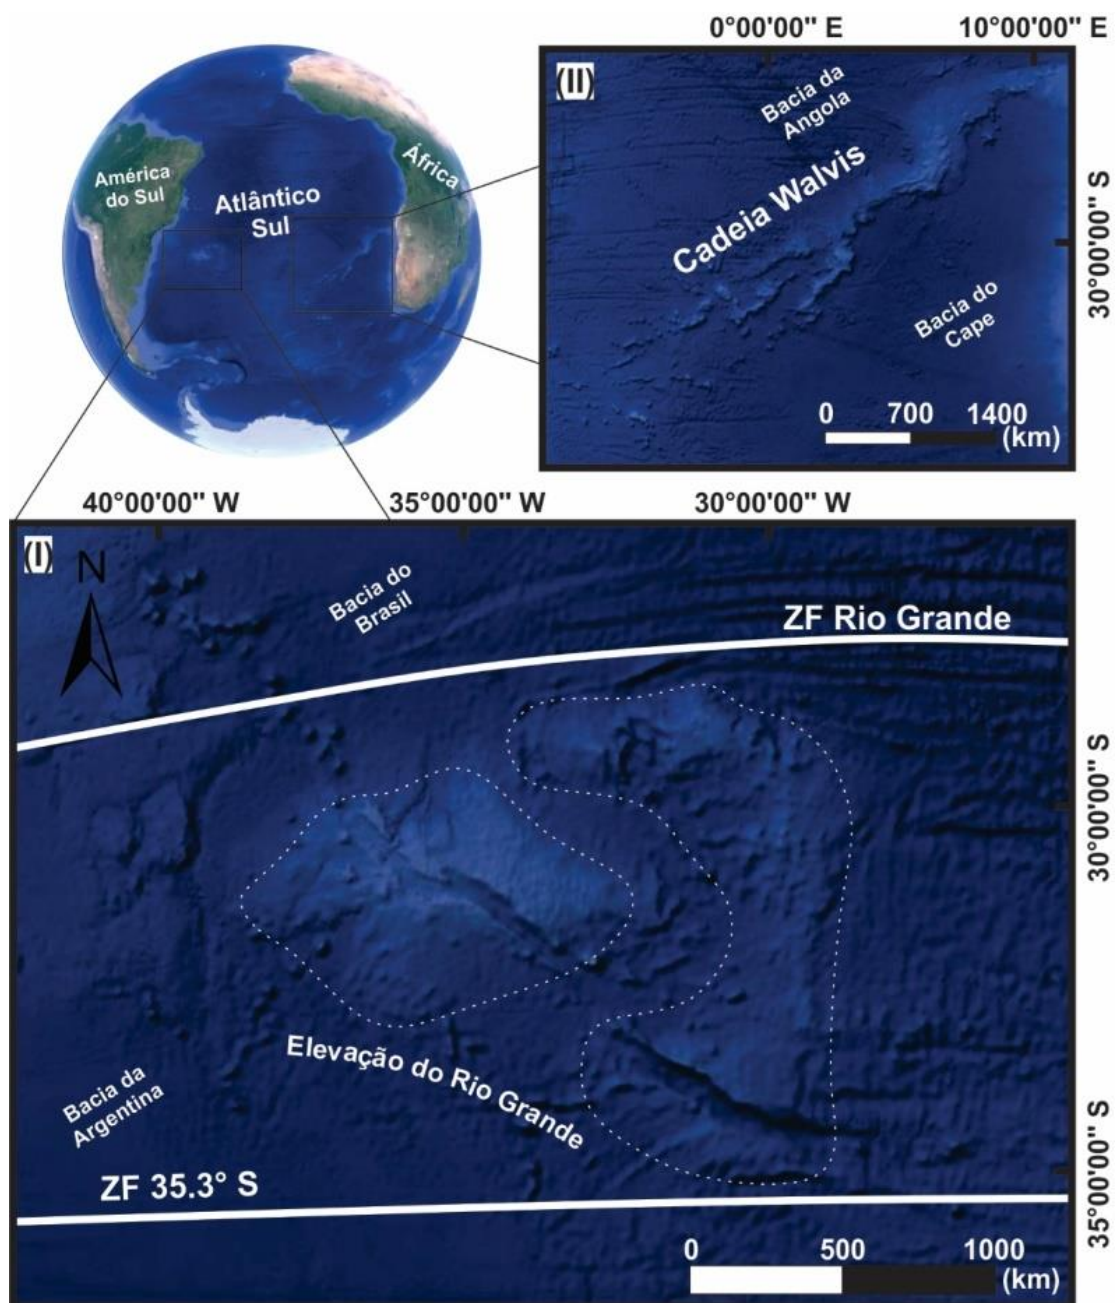 0°00'00" E
10°00'00" E
(II)
Bacia da
Angola
Cadeia Walvis
Bacia do
Cape
30°00'00" S
0
700
1400
(km)
América
do Sul
África
Atlântico
Sul
40°00'00" W
35°00'00" W
30°00'00" W
(I)
N
Bacia do
Brasil
ZF Rio Grande
30°00'00" S
Elevação do Rio Grande
Bacia da
Argentina
ZF 35.3° S
35°00'00" S
0
500
1000
(km)